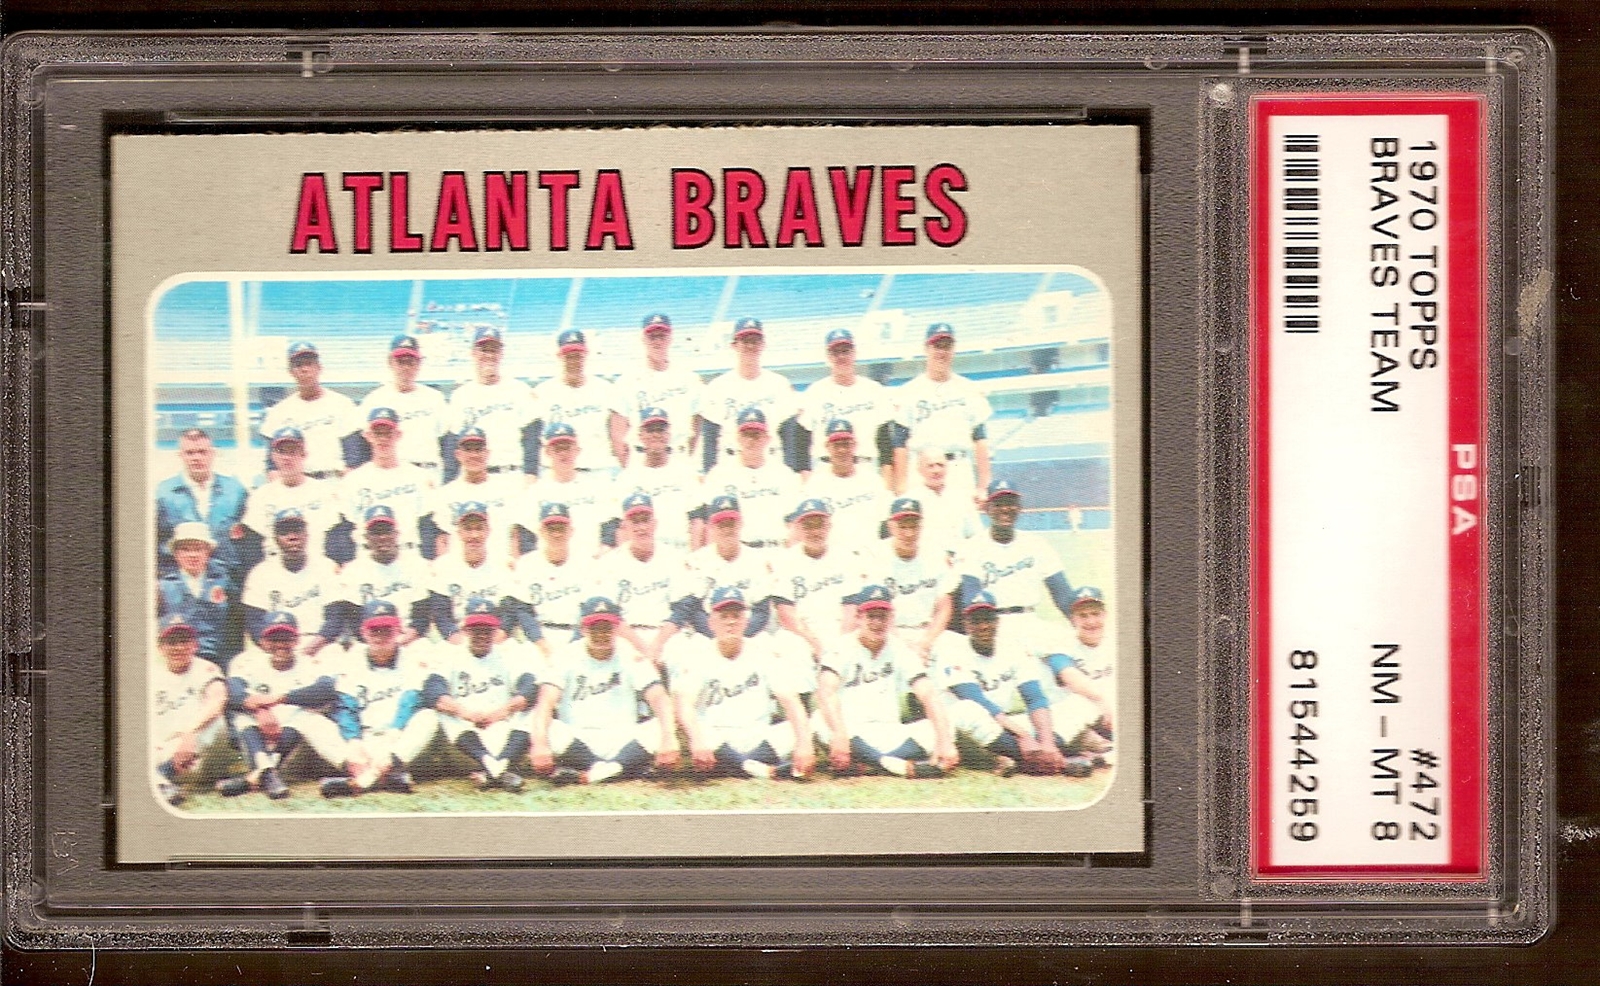 ATLANTA BRAVES
1970 TOPPS #472
BRAVES TEAM NM-MT 8
81544259
PSA